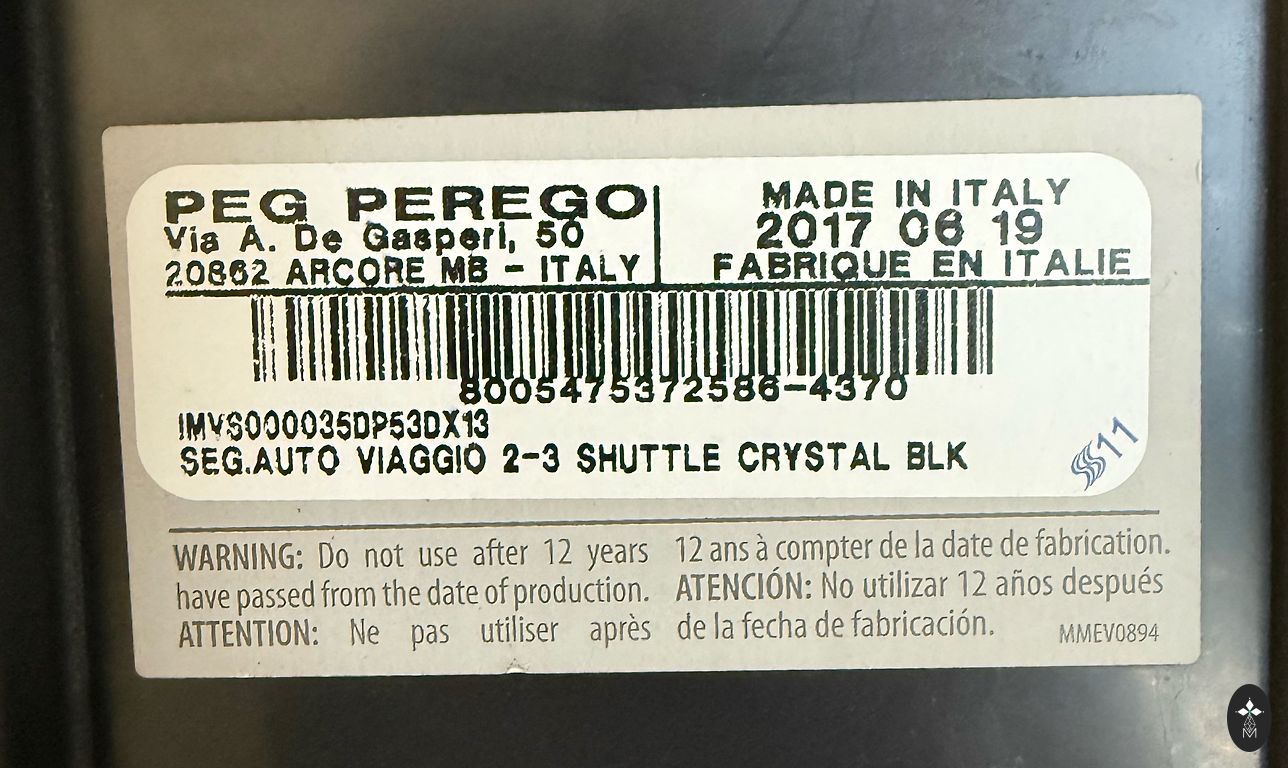 PEG PEREGO
Via A. De Gasperi, 50
20862 ARCORE MB - ITALY
MADE IN ITALY
2017 06 19
FABRIQUE EN ITALIE
8005475372586-4370
IMVS000035DP53DX13
SEG.AUTO VIAGGIO 2-3 SHUTTLE CRYSTAL BLK
11
WARNING: Do not use after 12 years
have passed from the date of production.
ATTENTION: Ne pas utiliser après
12 ans à compter de la date de fabrication.
ATENCIÓN: No utilizar 12 años después
de la fecha de fabricación.
MMEV0894
M